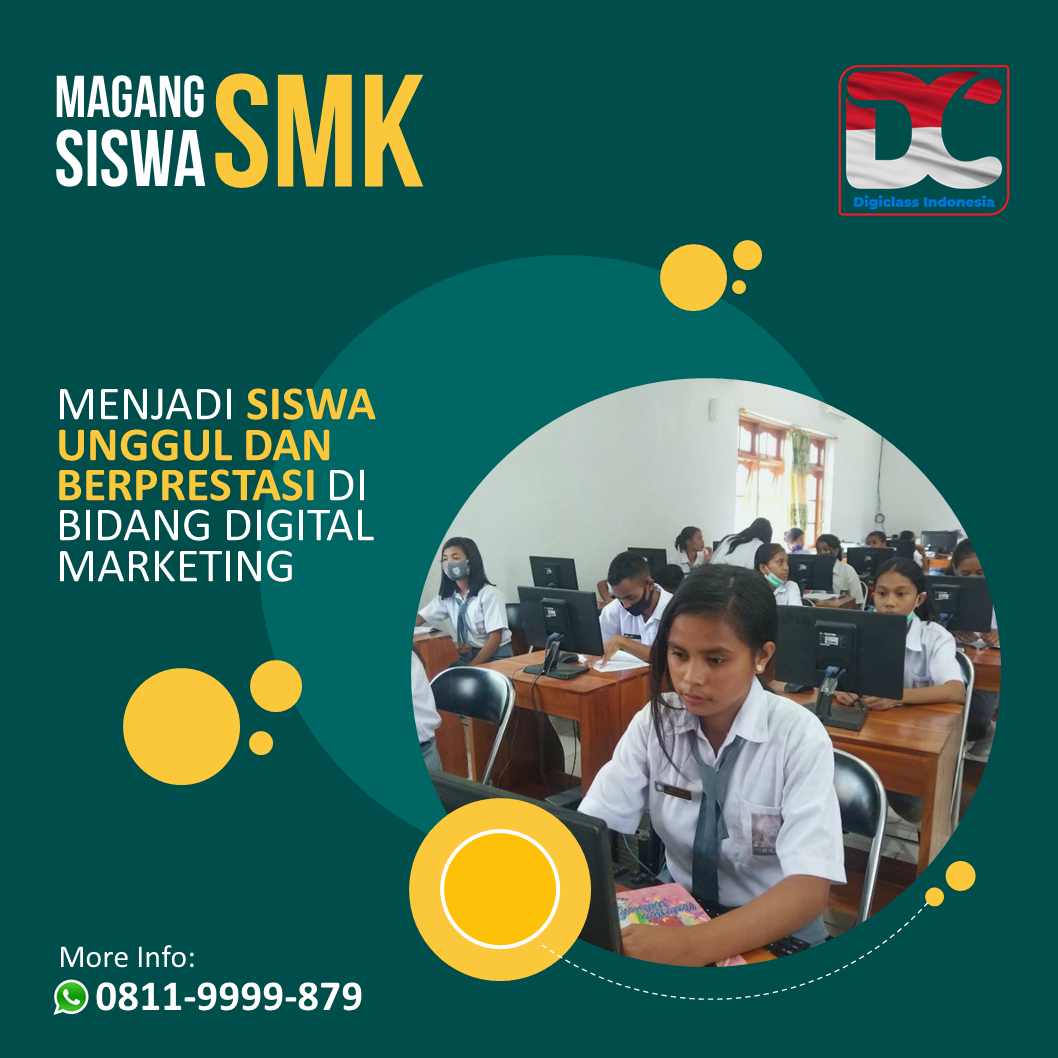 MAGANG
SISWA SMK
DC
Digiclass Indonesia
MENJADI SISWA
UNGGUL DAN
BERPRESTASI DI
BIDANG DIGITAL
MARKETING
More Info:
0811-9999-879